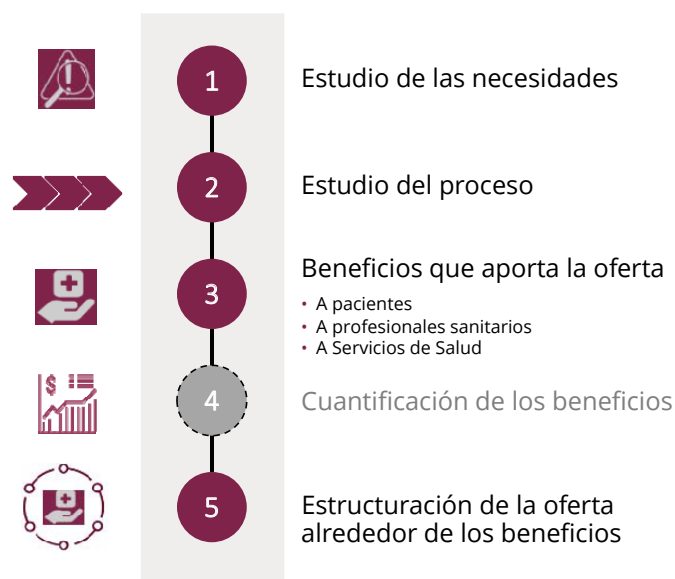 1
Estudio de las necesidades
2
Estudio del proceso
3
Beneficios que aporta la oferta
• A pacientes
• A profesionales sanitarios
• A Servicios de Salud
$
4
Cuantificación de los beneficios
5
Estructuración de la oferta
alrededor de los beneficios